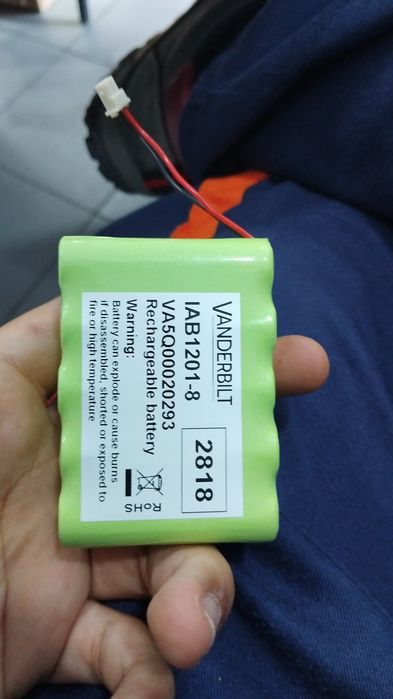 VANDERBILT
IAB1201-8
2818
VA5Q00020293
Rechargeable battery
Warning:
Battery can explode or cause burns
if disassembled, shorted or exposed to
fire or high temperature
RoHS